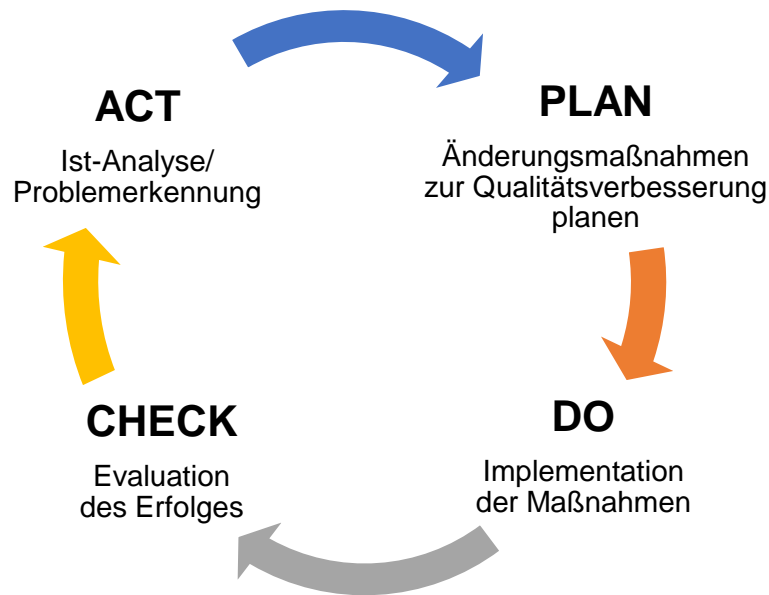 ACT
Ist-Analyse/
Problemerkennung
PLAN
Änderungsmaßnahmen
zur Qualitätsverbesserung
planen
CHECK
Evaluation
des Erfolges
DO
Implementation
der Maßnahmen